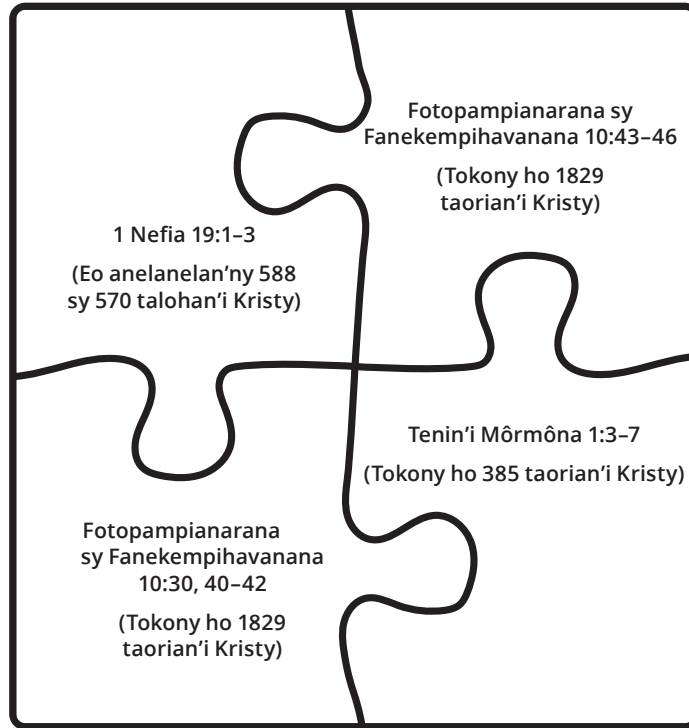 1 Nefia 19:1–3
(Eo anelanelan’ny 588
sy 570 talohan’i Kristy)
Fotopampianarana sy
Fanekempihavanana 10:43–46
(Tokony ho 1829
taorian’i Kristy)
Fotopampianarana
sy Fanekempihavanana
10:30, 40–42
(Tokony ho 1829
taorian’i Kristy)
Tenin’i Môrmôna 1:3–7
(Tokony ho 385 taorian’i Kristy)